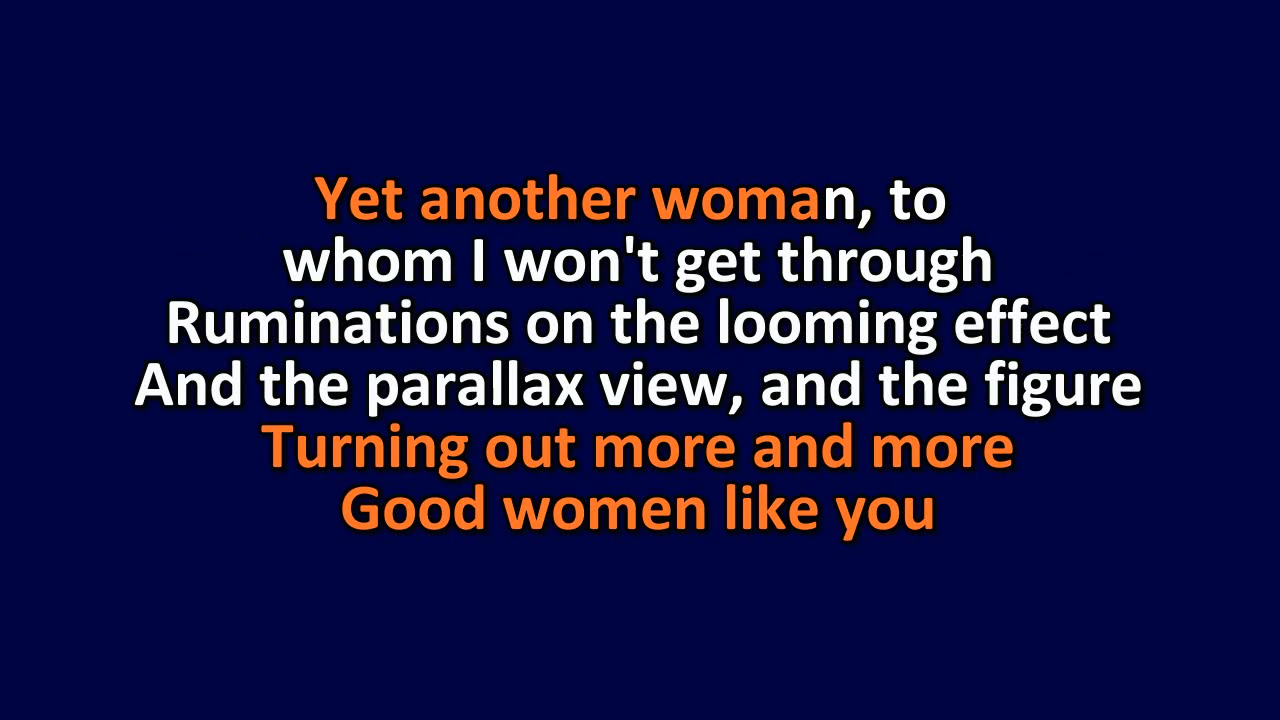 Yet another woman, to
whom I won't get through
Ruminations on the looming effect
And the parallax view, and the figure
Turning out more and more
Good women like you